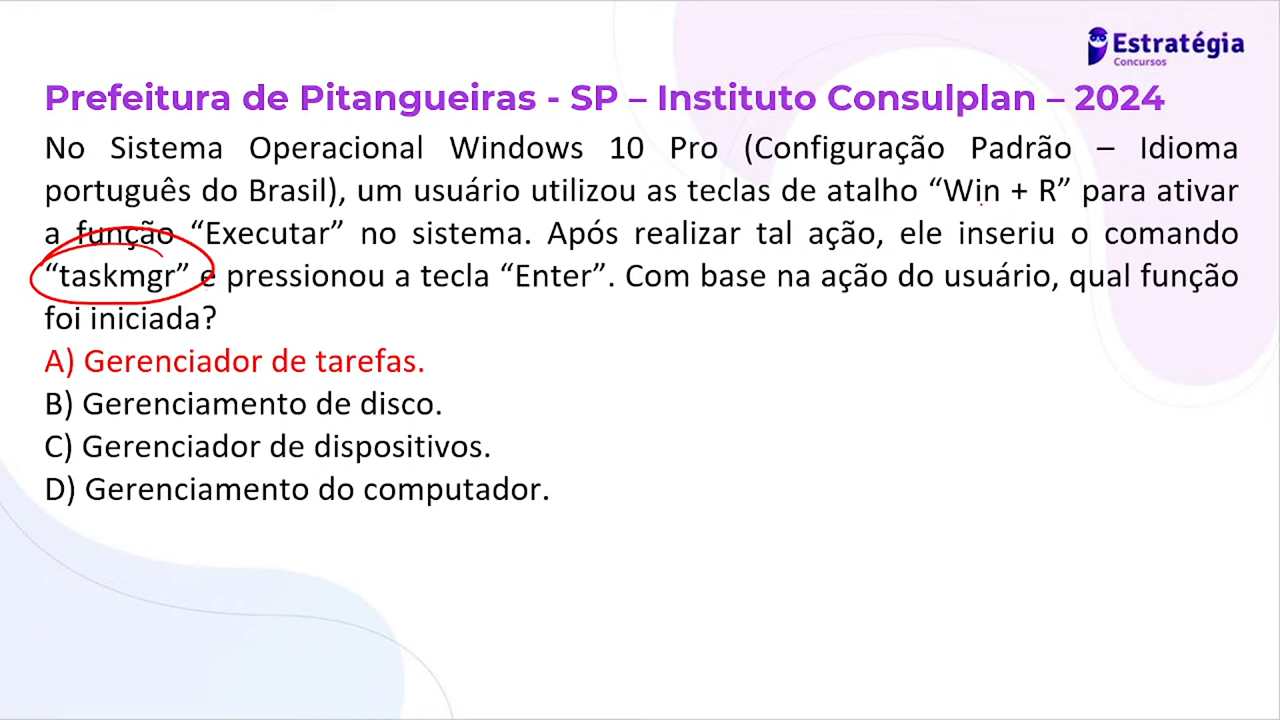 Estratégia
Concursos
Prefeitura de Pitangueiras - SP – Instituto Consulplan – 2024
No Sistema Operacional Windows 10 Pro (Configuração Padrão – Idioma
português do Brasil), um usuário utilizou as teclas de atalho “Win + R” para ativar
a função “Executar” no sistema. Após realizar tal ação, ele inseriu o comando
“taskmgr” e pressionou a tecla “Enter”. Com base na ação do usuário, qual função
foi iniciada?
A) Gerenciador de tarefas.
B) Gerenciamento de disco.
C) Gerenciador de dispositivos.
D) Gerenciamento do computador.